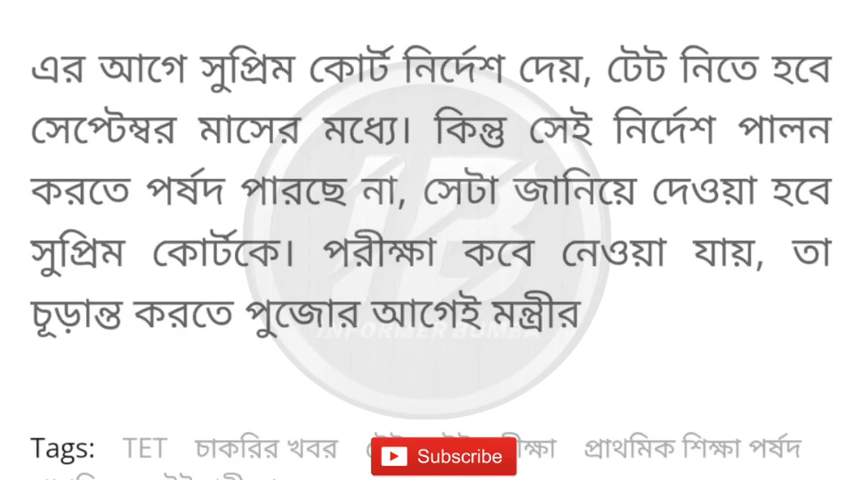 এর আগে সুপ্রিম কোর্ট নির্দেশ দেয়, টেট নিতে হবে
সেপ্টেম্বর মাসের মধ্যে। কিন্তু সেই নির্দেশ পালন
করতে পর্ষদ পারছে না, সেটা জানিয়ে দেওয়া হবে
সুপ্রিম কোর্টকে। পরীক্ষা কবে নেওয়া যায়, তা
চূড়ান্ত করতে পুজোর আগেই মন্ত্রীর
Tags: TET চাকরির খবর প্রাথমিক শিক্ষা পর্ষদ
Subscribe